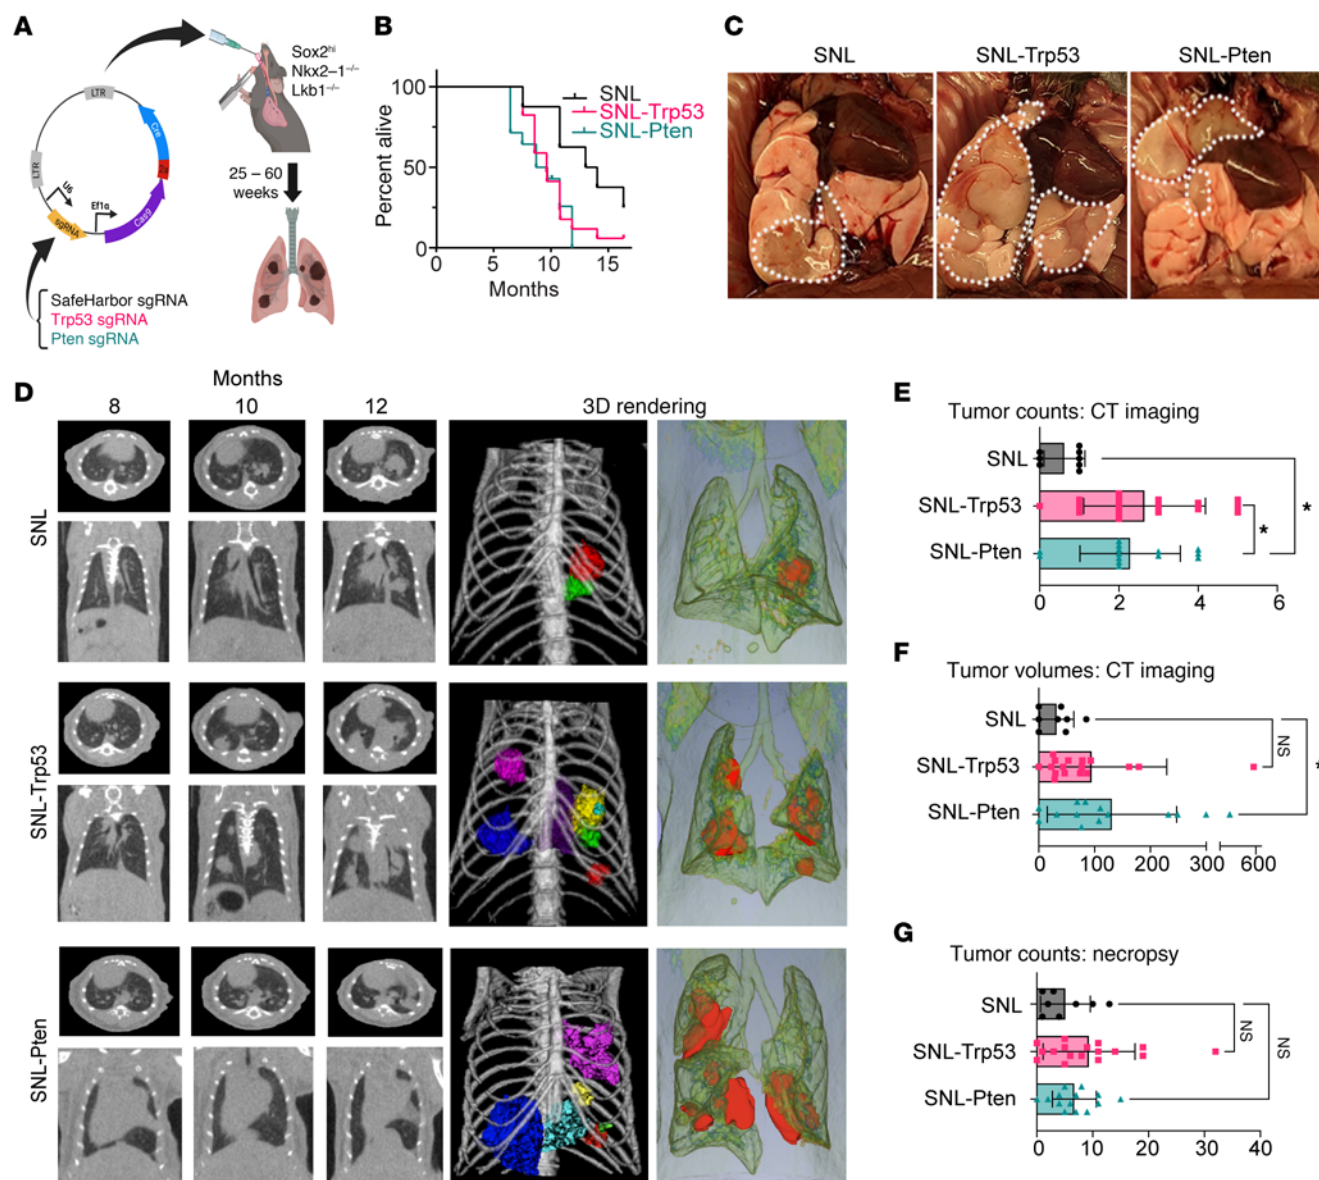 A
LTR
LTR
U6
sgRNA
Ef1α
Cas9
Cre
SafeHarbor sgRNA
Trp53 sgRNA
Pten sgRNA
Sox2hi
Nkx2–1–/–
Lkb1–/–
25 – 60
weeks
B
Percent alive
100
50
0
0 5 10 15
Months
SNL
SNL-Trp53
SNL-Pten
C
SNL
SNL-Trp53
SNL-Pten
D
Months
8 10 12
3D rendering
SNL
SNL-Trp53
SNL-Pten
E
Tumor counts: CT imaging
SNL
SNL-Trp53
SNL-Pten
*
*
0 2 4 6
F
Tumor volumes: CT imaging
SNL
SNL-Trp53
SNL-Pten
NS
*
0 100 200 300 600
G
Tumor counts: necropsy
SNL
SNL-Trp53
SNL-Pten
NS
NS
0 10 20 30 40